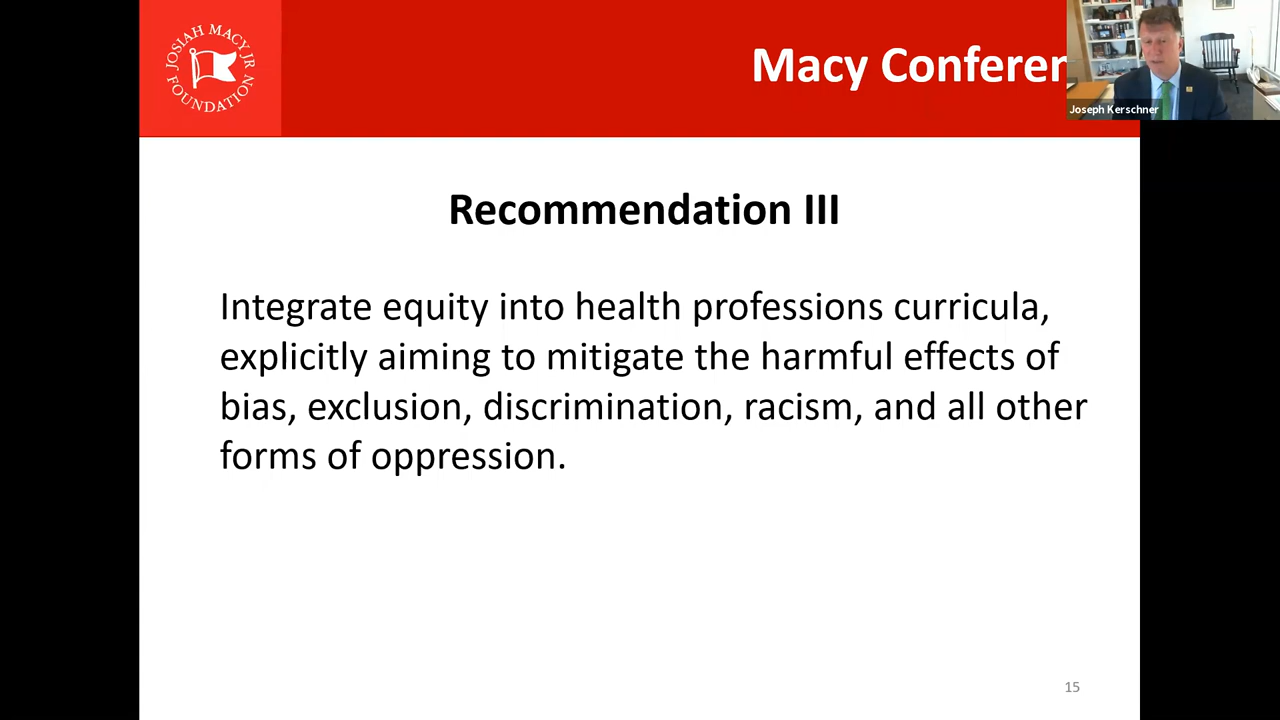 JOSIAH MACY JR
FOUNDATION
Macy Conferen
Joseph Kerschner
Recommendation III
Integrate equity into health professions curricula,
explicitly aiming to mitigate the harmful effects of
bias, exclusion, discrimination, racism, and all other
forms of oppression.
15